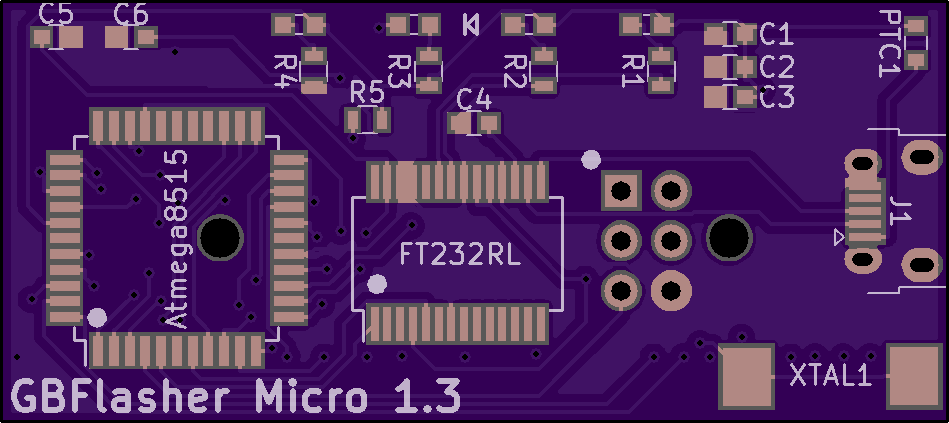 C5
C6
R4
R3
R2
R1
C1
C2
C3
PTC1
R5
C4
Atmega8515
FT232RL
J1
XTAL1
GBFlasher Micro 1.3